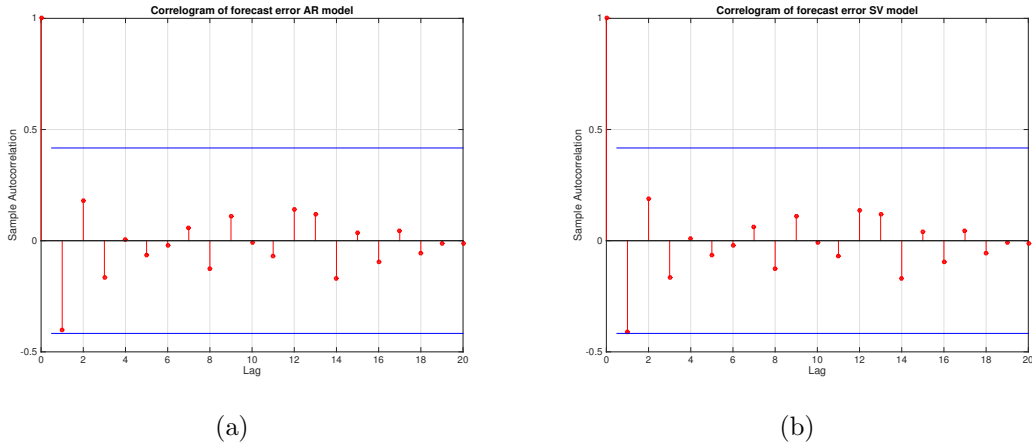 Correlogram of forecast error AR model
1
0.5
0
-0.5
Sample Autocorrelation
0 2 4 6 8 10 12 14 16 18 20
Lag
(a)
Correlogram of forecast error SV model
1
0.5
0
-0.5
Sample Autocorrelation
0 2 4 6 8 10 12 14 16 18 20
Lag
(b)